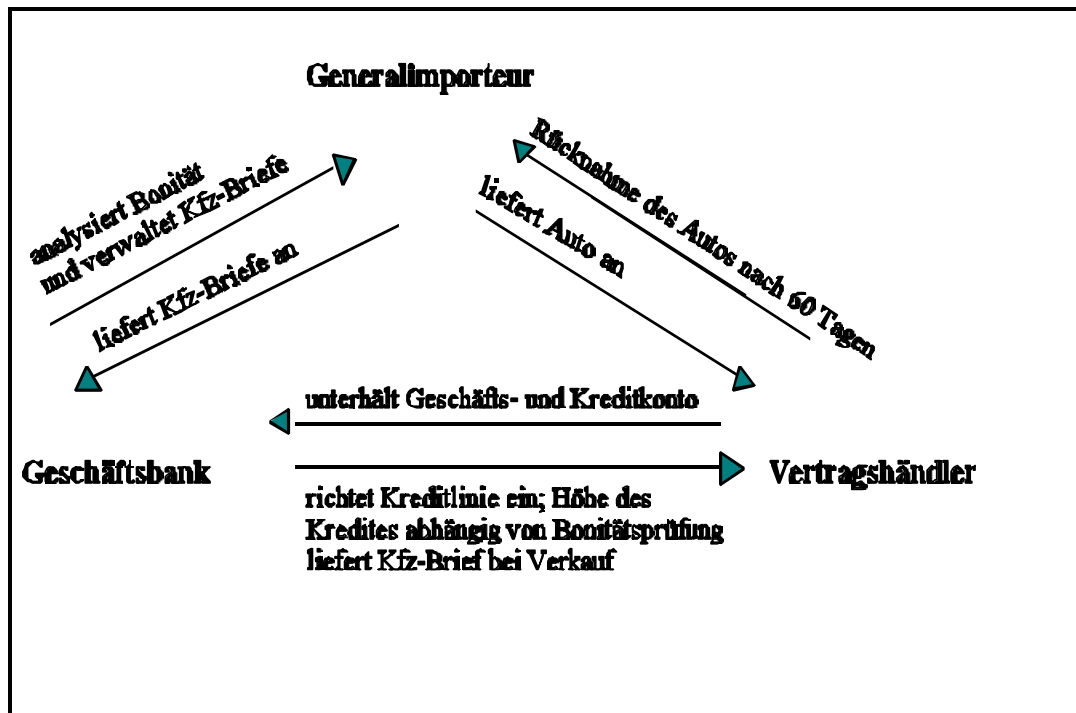 Generalimporteur
analysiert Bonität
und verwaltet Kfz-Briefe
liefert Kfz-Briefe an
Rücknahme des Autos nach 60 Tagen
liefert Auto an
unterhält Geschäfts- und Kreditkonto
Geschäftsbank
Vertragshändler
richtet Kreditlinie ein; Höhe des
Kredites abhängig von Bonitätsprüfung
liefert Kfz-Brief bei Verkauf